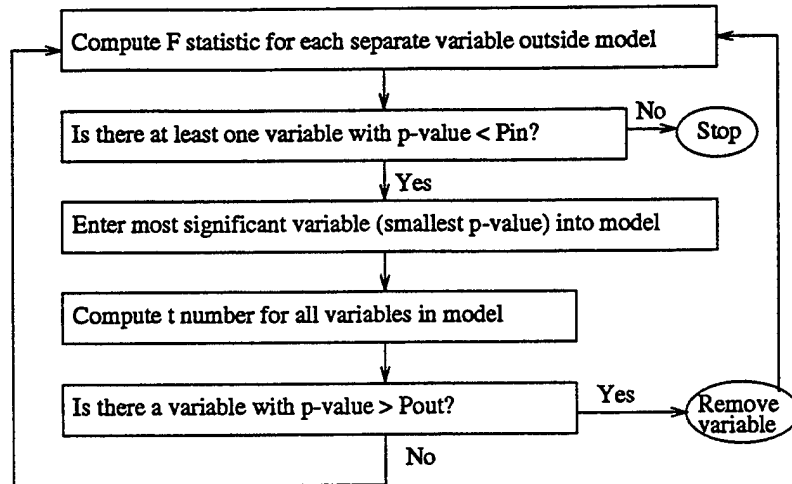 Compute F statistic for each separate variable outside model
Is there at least one variable with p-value < Pin?
No
Stop
Yes
Enter most significant variable (smallest p-value) into model
Compute t number for all variables in model
Is there a variable with p-value > Pout?
Yes
Remove
variable
No